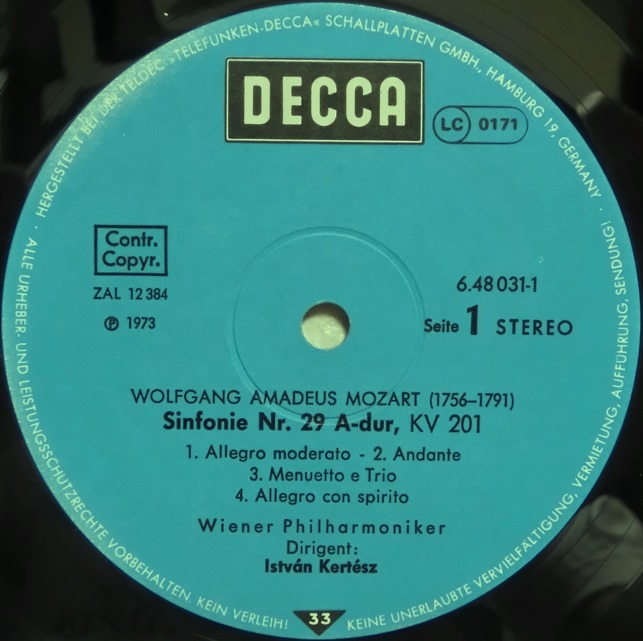 HERGESTELLT BEI DER TELDEC »TELEFUNKEN-DECCA« SCHALLPLATTEN GMBH., HAMBURG 19, GERMANY ·
DECCA
LC 0171
Contr.
Copyr.
ZAL 12 384
℗ 1973
6.48 031-1
Seite 1 STEREO
WOLFGANG AMADEUS MOZART (1756–1791)
Sinfonie Nr. 29 A-dur, KV 201
1. Allegro moderato - 2. Andante
3. Menuetto e Trio
4. Allegro con spirito
Wiener Philharmoniker
Dirigent:
István Kertész
33
· ALLE URHEBER- UND LEISTUNGSSCHUTZRECHTE VORBEHALTEN. KEIN VERLEIH! KEINE UNERLAUBTE VERVIELFÄLTIGUNG, VERMIETUNG, AUFFÜHRUNG, SENDUNG!